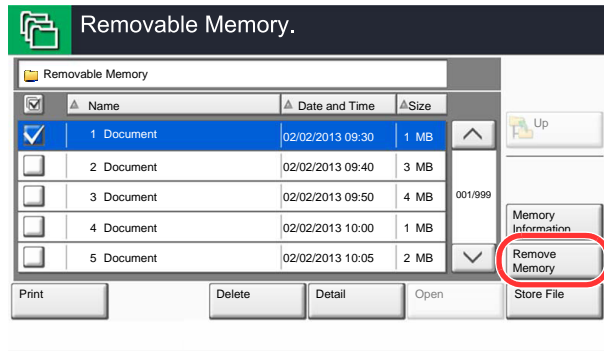 Removable Memory.
Removable Memory
Name Date and Time Size
1 Document 02/02/2013 09:30 1 MB
Up
2 Document 02/02/2013 09:40 3 MB
3 Document 02/02/2013 09:50 4 MB
001/999
4 Document 02/02/2013 10:00 1 MB
Memory
Information
5 Document 02/02/2013 10:05 2 MB
Remove
Memory
Print Delete Detail Open Store File